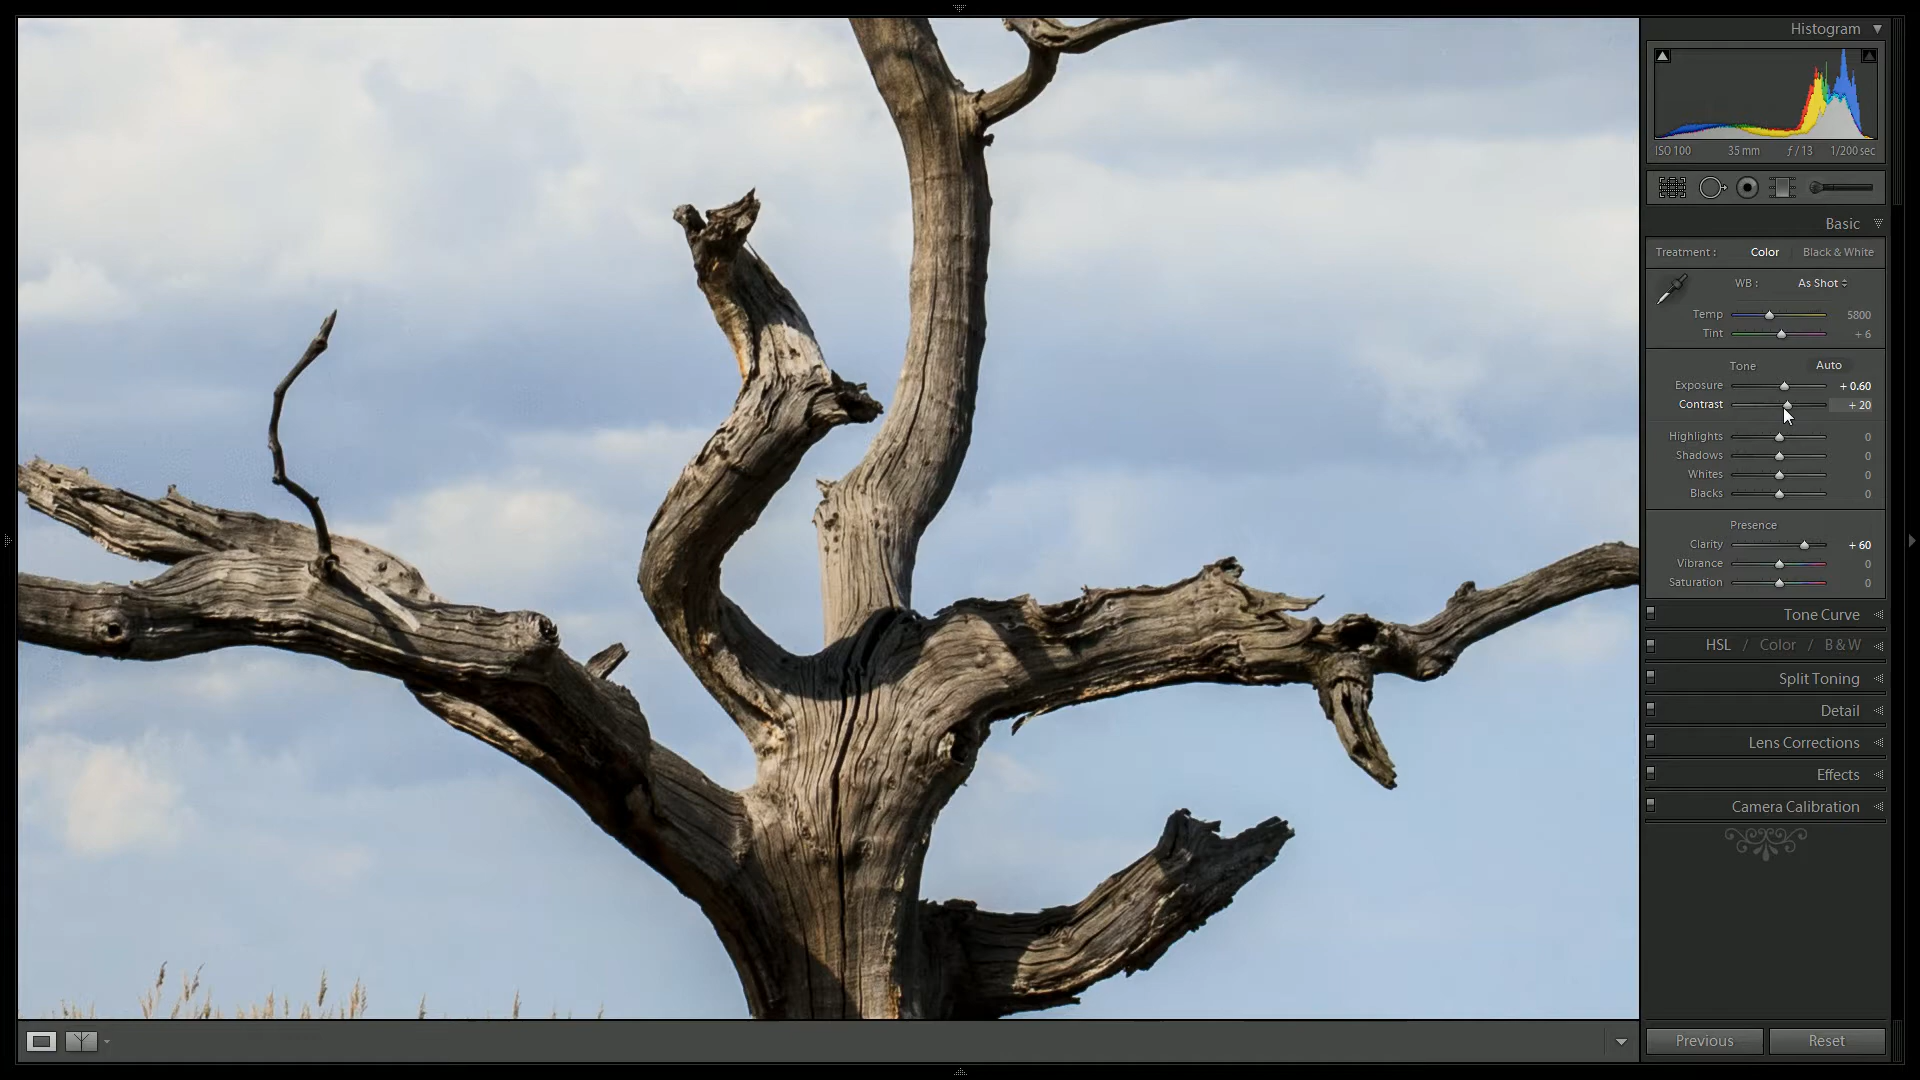 Histogram
ISO 100 35 mm ƒ / 13 1/200 sec
Basic
Treatment : Color Black & White
WB : As Shot
Temp 5800
Tint + 6
Tone Auto
Exposure + 0.60
Contrast + 20
Highlights 0
Shadows 0
Whites 0
Blacks 0
Presence
Clarity + 60
Vibrance 0
Saturation 0
Tone Curve
HSL / Color / B & W
Split Toning
Detail
Lens Corrections
Effects
Camera Calibration
Previous Reset